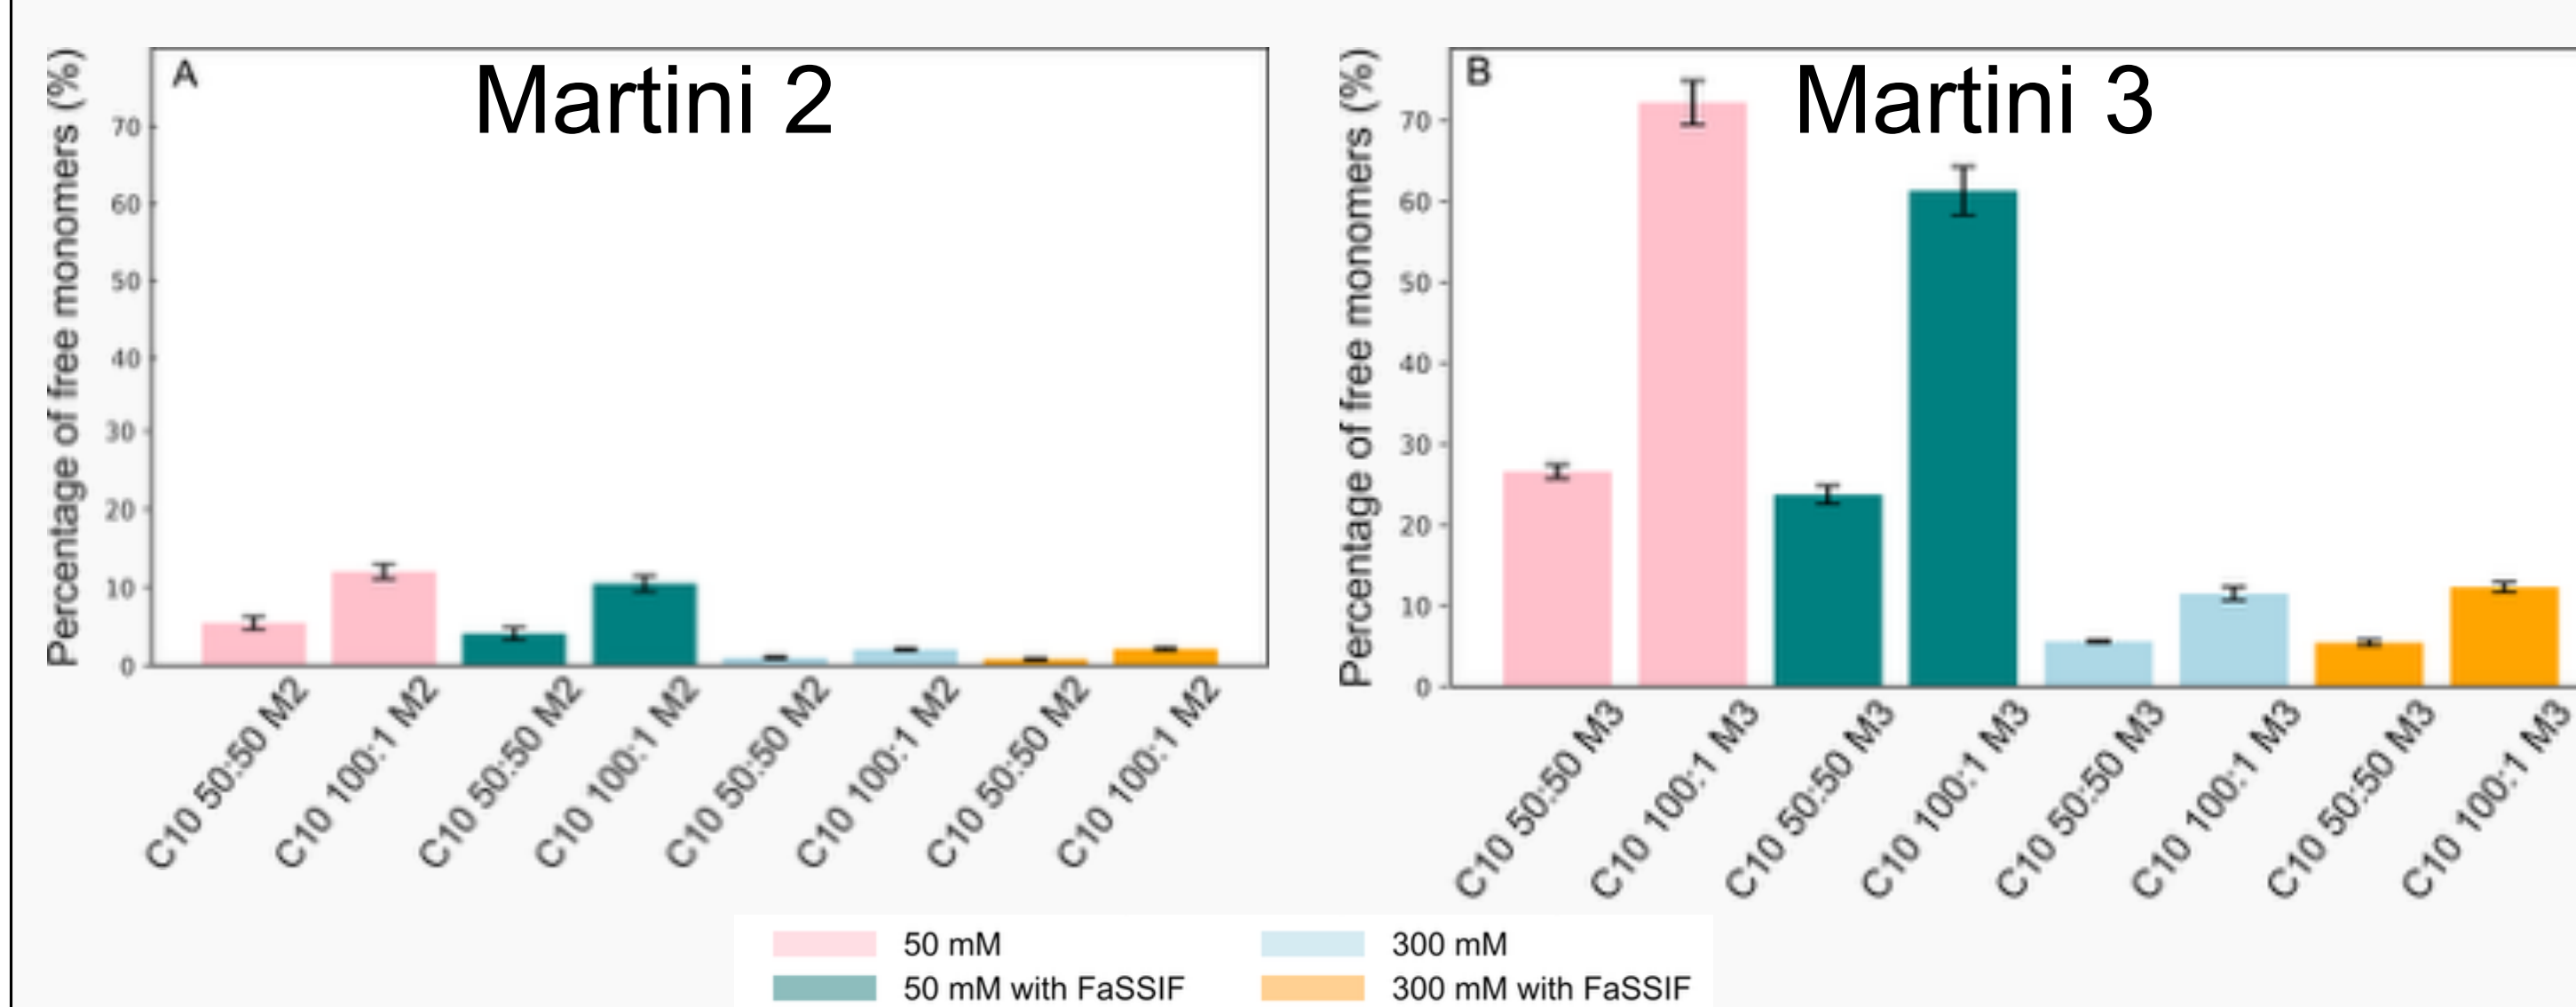 A
Martini 2
Percentage of free monomers (%)
70
60
50
40
30
20
10
0
C10 50:50 M2
C10 100:1 M2
C10 50:50 M2
C10 100:1 M2
C10 50:50 M2
C10 100:1 M2
C10 50:50 M2
C10 100:1 M2
B
Martini 3
Percentage of free monomers (%)
70
60
50
40
30
20
10
0
C10 50:50 M3
C10 100:1 M3
C10 50:50 M3
C10 100:1 M3
C10 50:50 M3
C10 100:1 M3
C10 50:50 M3
C10 100:1 M3
50 mM
300 mM
50 mM with FaSSIF
300 mM with FaSSIF